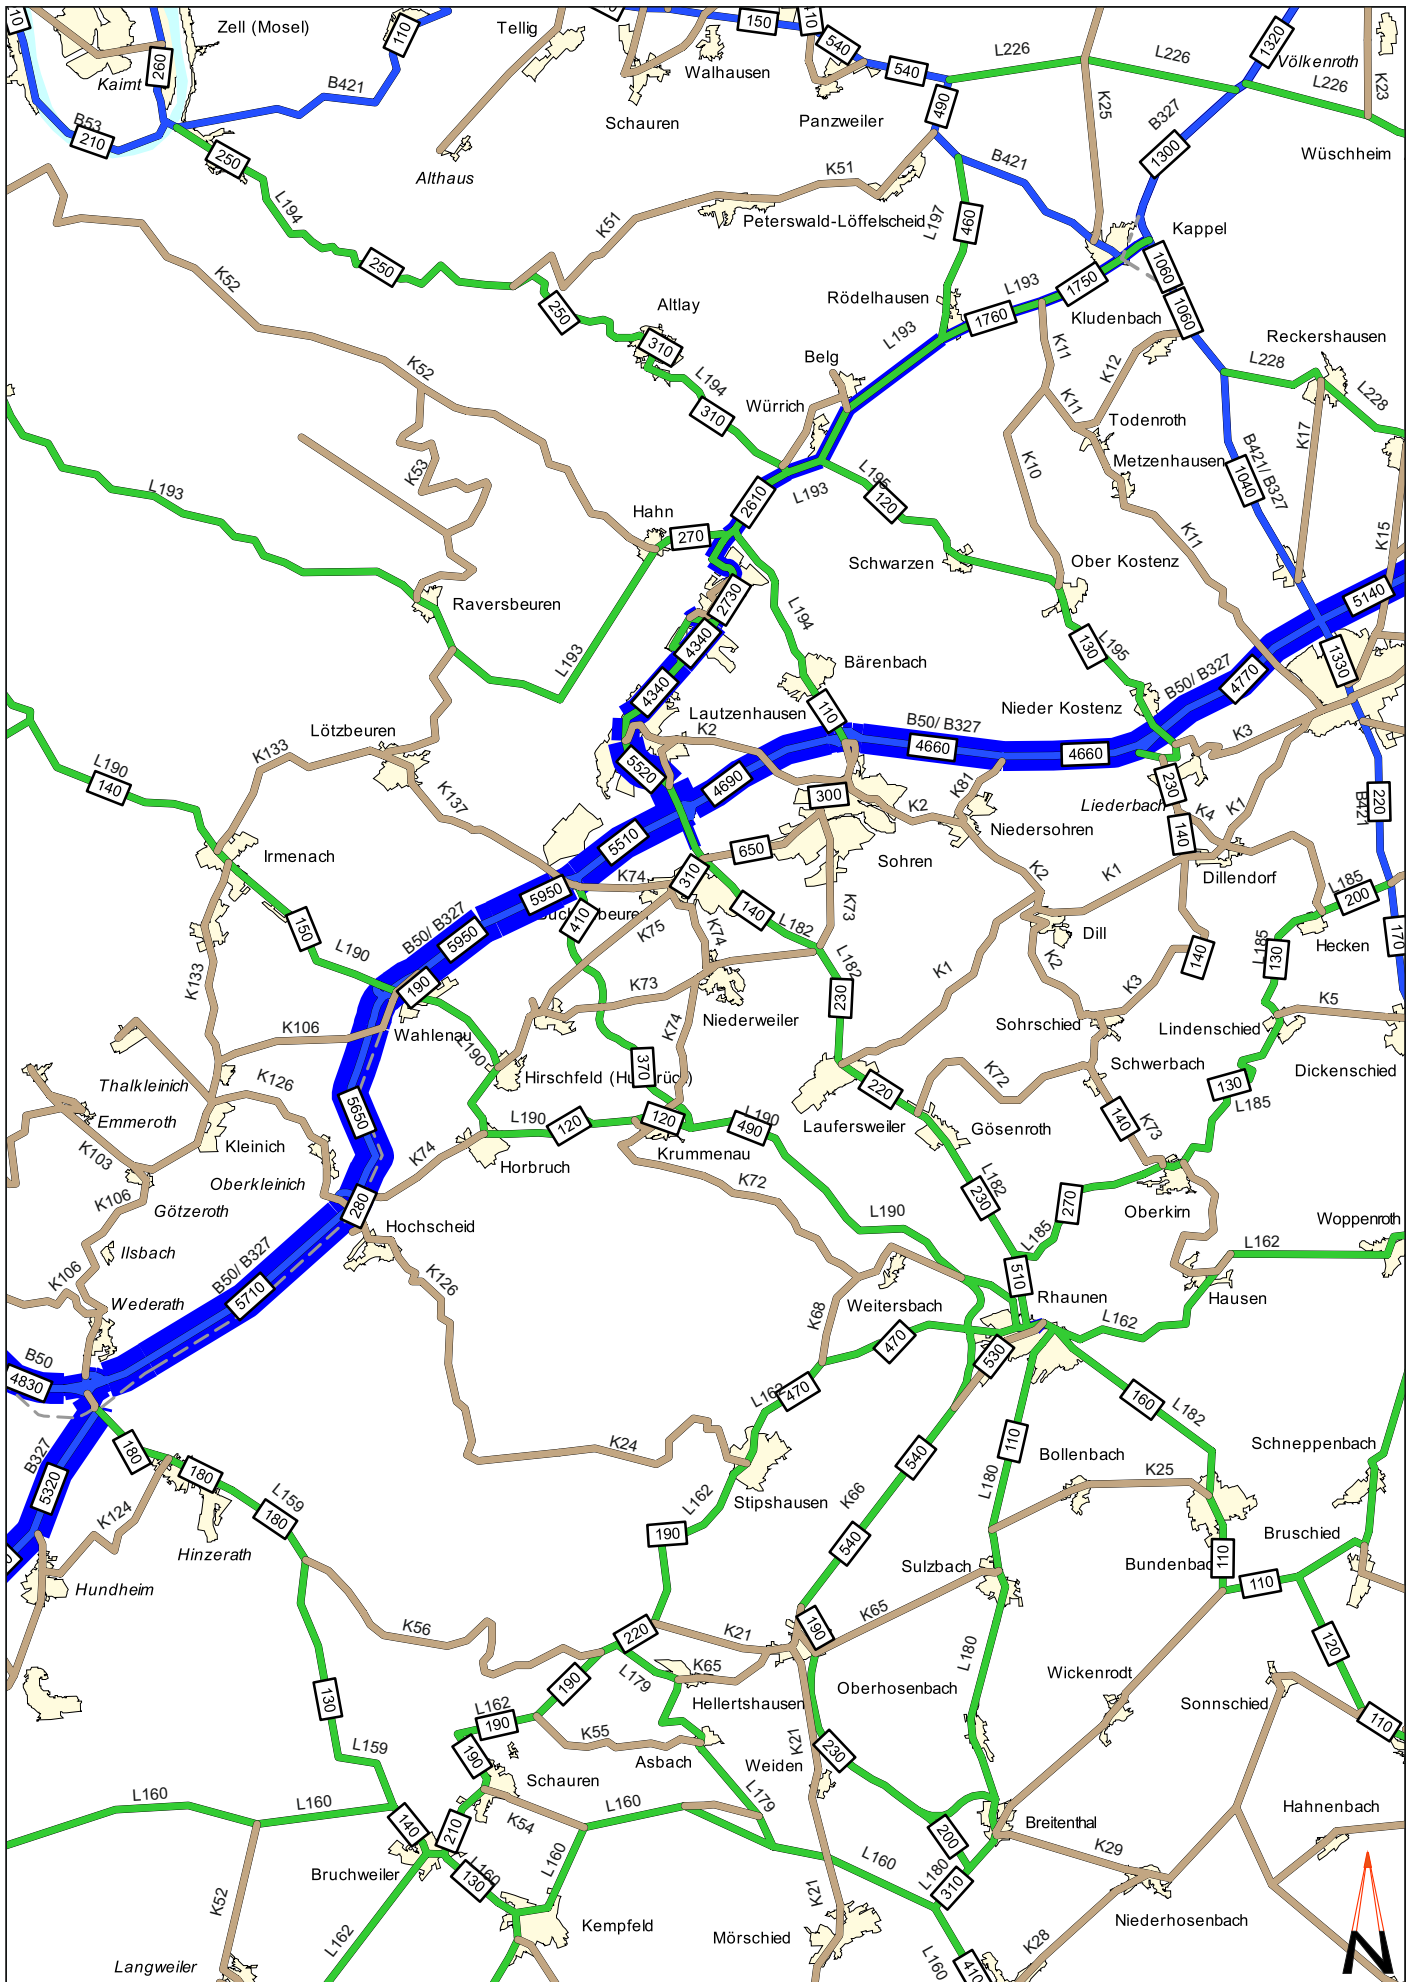 Zell (Mosel)
Tellig
150
540
540
L226
L226
1320
Völkenroth
L226
K23
110
260
Kaimt
B421
Walhausen
Schauren
Panzweiler
490
K25
B327
1300
Wüschheim
B53
210
250
Althaus
K51
B421
L194
K51
Peterswald-Löffelscheid
L197
460
Kappel
K52
250
250
Altlay
310
Rödelhausen
L193
1760
L193
1750
1060
1060
Kludenbach
Reckershausen
K52
L194
310
Belg
Würrich
K11
K12
K11
L228
L228
Todenroth
K17
K53
L193
2610
L193
L195
120
K10
Metzenhausen
B421/ B327
1040
K11
K15
Hahn
270
Schwarzen
Ober Kostenz
Raversbeuren
2730
L194
5140
4340
L193
4340
Bärenbach
130
L195
B50/ B327
4770
1330
Lötzbeuren
K133
Lautzenhausen
K2
110
B50/ B327
4660
Nieder Kostenz
4660
K3
L190
140
K137
5520
4690
300
K2
K81
Liederbach
230
K4
K1
140
220
B421
Irmenach
5510
650
Sohren
Niedersohren
K2
K1
Dillendorf
L185
200
5950
K74
310
140
K73
410
K75
K74
L182
Dill
Hecken
170
150
L190
B50/ B327
5950
K133
190
K73
L182
230
K1
K2
K3
140
L185
130
K5
Wahlenau
K106
L190
Niederweiler
K74
Sohrschied
Lindenschied
Thalkleinich
K126
Hirschfeld (Hunsrück)
370
220
K72
Schwerbach
130
L185
Dickenschied
Emmeroth
K103
Kleinich
5650
L190
120
120
490
L190
Laufersweiler
Gösenroth
140
K73
K106
Oberkleinich
K74
Horbruch
Krummenau
K72
L182
230
270
Oberkirn
Götzeroth
280
Hochscheid
L190
L185
Woppenroth
Ilsbach
K106
B50/ B327
5710
K126
L162
510
Wederath
K68
Weitersbach
Rhaunen
Hausen
L162
B50
4830
470
530
L162
470
160
L182
B327
180
180
K24
540
110
Bollenbach
Schneppenbach
5320
K124
L159
180
Stipshausen
L162
K66
L180
K25
Hinzerath
190
540
Sulzbach
Bundenbach
110
110
Bruschied
Hundheim
K56
220
K21
190
K65
120
130
L162
190
190
L179
K65
Hellertshausen
Oberhosenbach
L180
Wickenrodt
Sonnschied
110
L159
190
K55
Asbach
Weiden
K21
230
L160
L160
140
210
Schauren
K54
L160
L179
200
Breitenthal
Hahnenbach
Bruchweiler
L160
130
L160
L160
L180
310
K29
K52
L162
Kempfeld
Mörschied
K21
Niederhosenbach
K28
Langweiler
L160
410
N